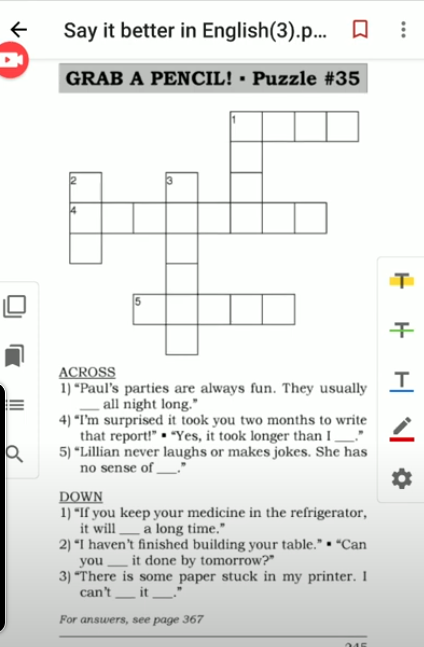 Say it better in English(3).p...
GRAB A PENCIL! ▪ Puzzle #35
1
2
3
4
5
ACROSS
1) “Paul’s parties are always fun. They usually
___ all night long.”
4) “I’m surprised it took you two months to write
that report!” ▪ “Yes, it took longer than I ___.”
5) “Lillian never laughs or makes jokes. She has
no sense of ___.”
DOWN
1) “If you keep your medicine in the refrigerator,
it will ___ a long time.”
2) “I haven’t finished building your table.” ▪ “Can
you ___ it done by tomorrow?”
3) “There is some paper stuck in my printer. I
can’t ___ it ___.”
For answers, see page 367